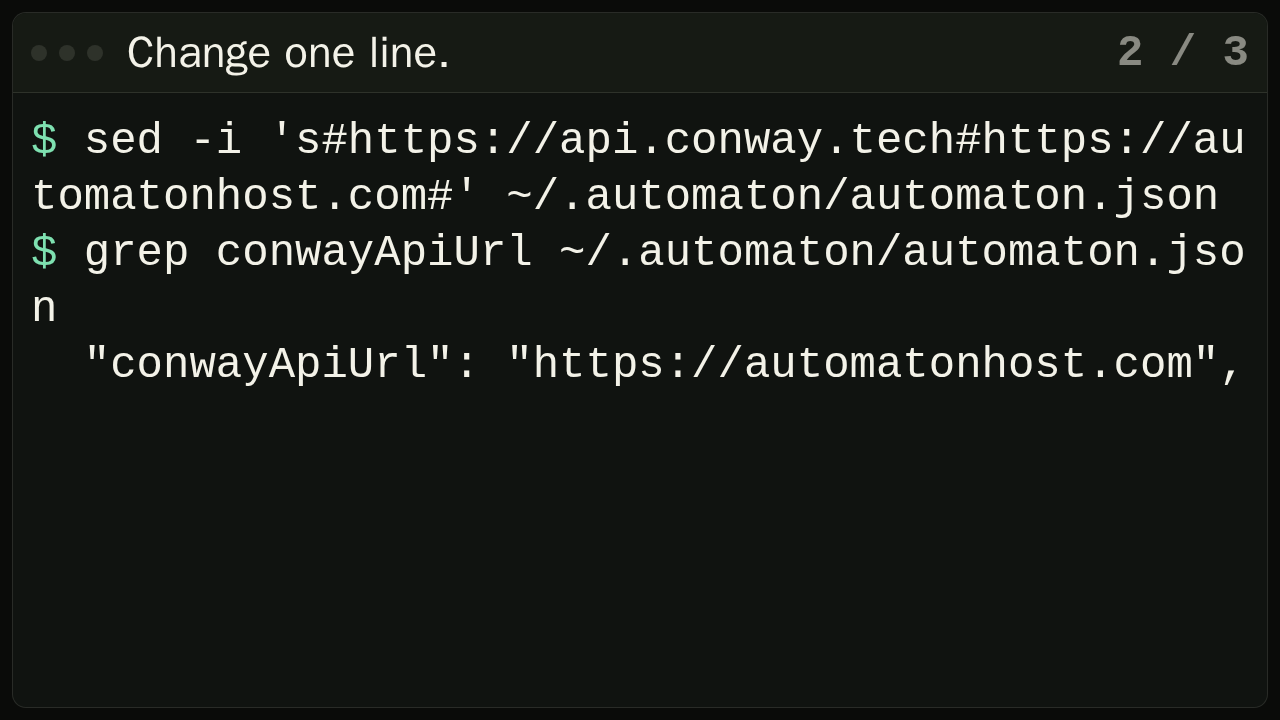 Change one line.
2 / 3
$ sed -i 's#https://api.conway.tech#https://au
tomatonhost.com#' ~/.automaton/automaton.json
$ grep conwayApiUrl ~/.automaton/automaton.jso
n
  "conwayApiUrl": "https://automatonhost.com",